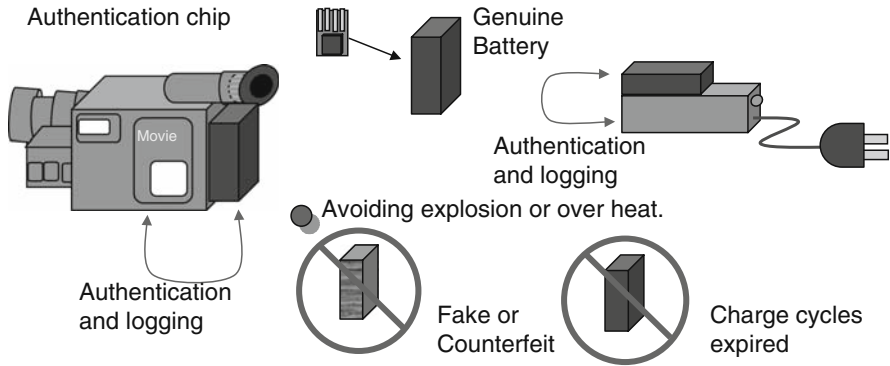 Authentication chip
Genuine
Battery
Movie
Authentication
and logging
Avoiding explosion or over heat.
Authentication
and logging
Fake or
Counterfeit
Charge cycles
expired